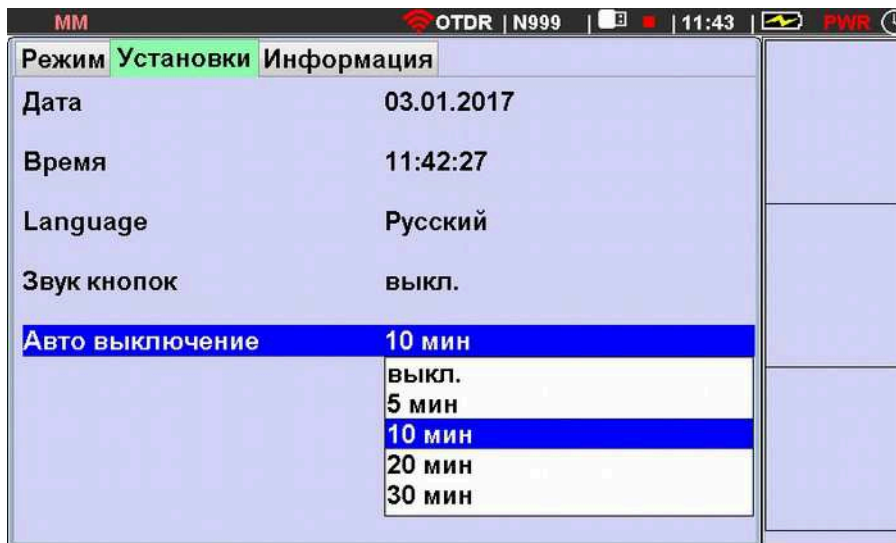 MM OTDR | N999 | | 11:43 | PWR
Режим Установки Информация
Дата 03.01.2017
Время 11:42:27
Language Русский
Звук кнопок выкл.
Авто выключение 10 мин
выкл.
5 мин
10 мин
20 мин
30 мин